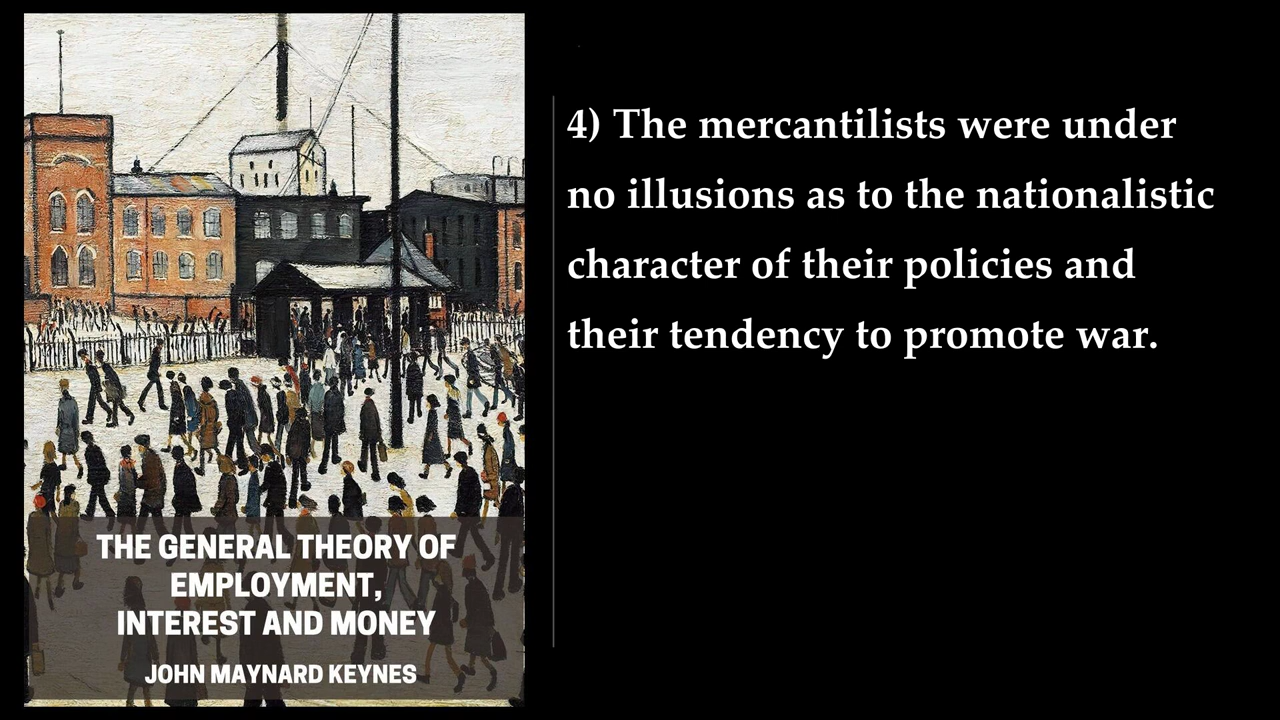 THE GENERAL THEORY OF
EMPLOYMENT,
INTEREST AND MONEY
JOHN MAYNARD KEYNES
4) The mercantilists were under
no illusions as to the nationalistic
character of their policies and
their tendency to promote war.